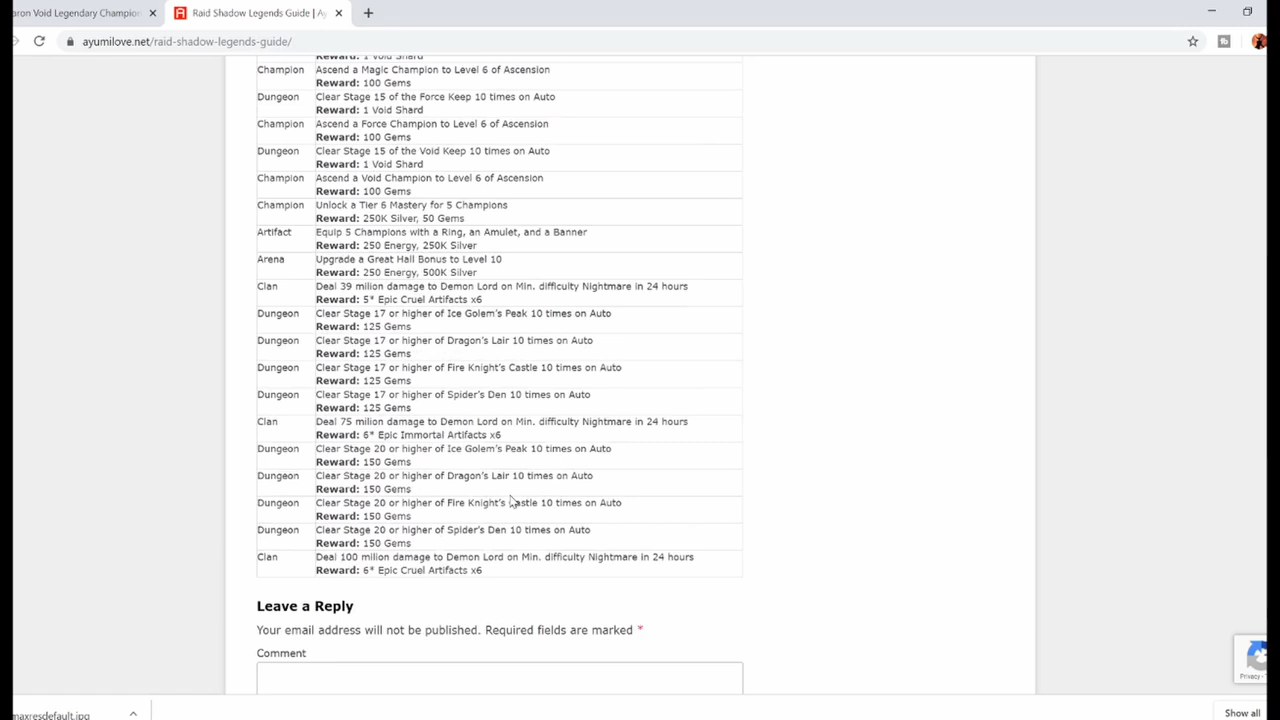 aron Void Legendary Champion
Raid Shadow Legends Guide | Ay
ayumilove.net/raid-shadow-legends-guide/
Reward: 1 Void Shard
Champion Ascend a Magic Champion to Level 6 of Ascension
Reward: 100 Gems
Dungeon Clear Stage 15 of the Force Keep 10 times on Auto
Reward: 1 Void Shard
Champion Ascend a Force Champion to Level 6 of Ascension
Reward: 100 Gems
Dungeon Clear Stage 15 of the Void Keep 10 times on Auto
Reward: 1 Void Shard
Champion Ascend a Void Champion to Level 6 of Ascension
Reward: 100 Gems
Champion Unlock a Tier 6 Mastery for 5 Champions
Reward: 250K Silver, 50 Gems
Artifact Equip 5 Champions with a Ring, an Amulet, and a Banner
Reward: 250 Energy, 250K Silver
Arena Upgrade a Great Hall Bonus to Level 10
Reward: 250 Energy, 500K Silver
Clan Deal 39 milion damage to Demon Lord on Min. difficulty Nightmare in 24 hours
Reward: 5* Epic Cruel Artifacts x6
Dungeon Clear Stage 17 or higher of Ice Golem's Peak 10 times on Auto
Reward: 125 Gems
Dungeon Clear Stage 17 or higher of Dragon's Lair 10 times on Auto
Reward: 125 Gems
Dungeon Clear Stage 17 or higher of Fire Knight's Castle 10 times on Auto
Reward: 125 Gems
Dungeon Clear Stage 17 or higher of Spider's Den 10 times on Auto
Reward: 125 Gems
Clan Deal 75 milion damage to Demon Lord on Min. difficulty Nightmare in 24 hours
Reward: 6* Epic Immortal Artifacts x6
Dungeon Clear Stage 20 or higher of Ice Golem's Peak 10 times on Auto
Reward: 150 Gems
Dungeon Clear Stage 20 or higher of Dragon's Lair 10 times on Auto
Reward: 150 Gems
Dungeon Clear Stage 20 or higher of Fire Knight's Castle 10 times on Auto
Reward: 150 Gems
Dungeon Clear Stage 20 or higher of Spider's Den 10 times on Auto
Reward: 150 Gems
Clan Deal 100 milion damage to Demon Lord on Min. difficulty Nightmare in 24 hours
Reward: 6* Epic Cruel Artifacts x6
Leave a Reply
Your email address will not be published. Required fields are marked *
Comment
Privacy
maxresdefault.jpg
Show all